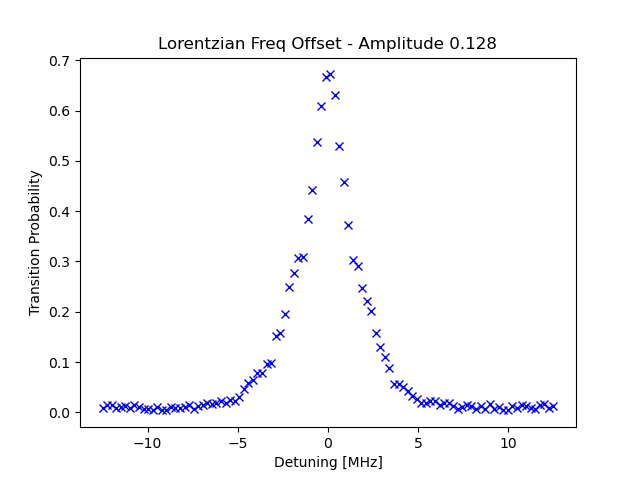 Lorentzian Freq Offset - Amplitude 0.128
Transition Probability
0.7
0.6
0.5
0.4
0.3
0.2
0.1
0.0
−10 −5 0 5 10
Detuning [MHz]